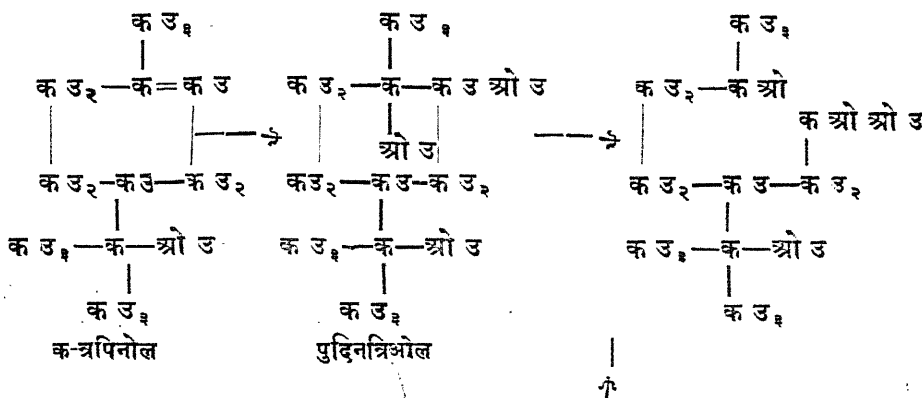 क उ₃ क उ₃ क उ₃
क उ₂—क=क उ क उ₂—क—क उ ओ उ क उ₂—क ओ
क ओ ओ उ
ओ उ
क उ₂—क उ—क उ₂ क उ₂—क उ—क उ₂ क उ₂—क उ—क उ₂
क उ₃—क—ओ उ क उ₃—क—ओ उ क उ₃—क—ओ उ
क उ₃ क उ₃ क उ₃
क-त्रपिनोल पुदिनत्रिओल